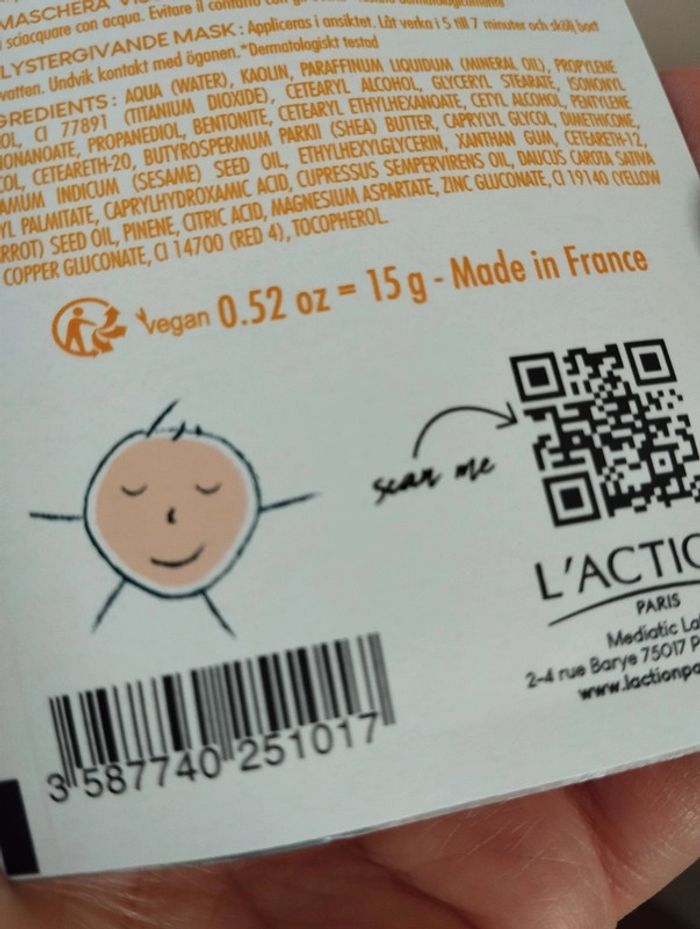 MASCHERA
sciacquare con acqua. Evitare il contatto con gli
LYSTERGIVANDE MASK : Appliceras i ansiktet. Låt verka i 5 till 7 minuter och skölj bort
vatten. Undvik kontakt med ögonen. *Dermatologiskt testad
GREDIENTS : AQUA (WATER), KAOLIN, PARAFFINUM LIQUIDUM (MINERAL OIL), PROPYLENE
OL, CI 77891 (TITANIUM DIOXIDE), CETEARYL ALCOHOL, GLYCERYL STEARATE, ISONONYL
ONANOATE, PROPANEDIOL, BENTONITE, CETEARYL ETHYLHEXANOATE, CETYL ALCOHOL, PENTYLENE
COL, CETEARETH-20, BUTYROSPERMUM PARKII (SHEA) BUTTER, CAPRYLYL GLYCOL, DIMETHICONE,
AMUM INDICUM (SESAME) SEED OIL, ETHYLHEXYLGLYCERIN, XANTHAN GUM, CETEARETH-12,
YL PALMITATE, CAPRYLHYDROXAMIC ACID, CUPRESSUS SEMPERVIRENS OIL, DAUCUS CAROTA SATIVA
RROT) SEED OIL, PINENE, CITRIC ACID, MAGNESIUM ASPARTATE, ZINC GLUCONATE, CI 19140 (YELLOW
COPPER GLUCONATE, CI 14700 (RED 4), TOCOPHEROL
Vegan 0.52 oz = 15 g - Made in France
scan me
L'ACTIO
PARIS
Mediatic La
2-4 rue Barye 75017 P
www.lactionpa
3 587740 251017